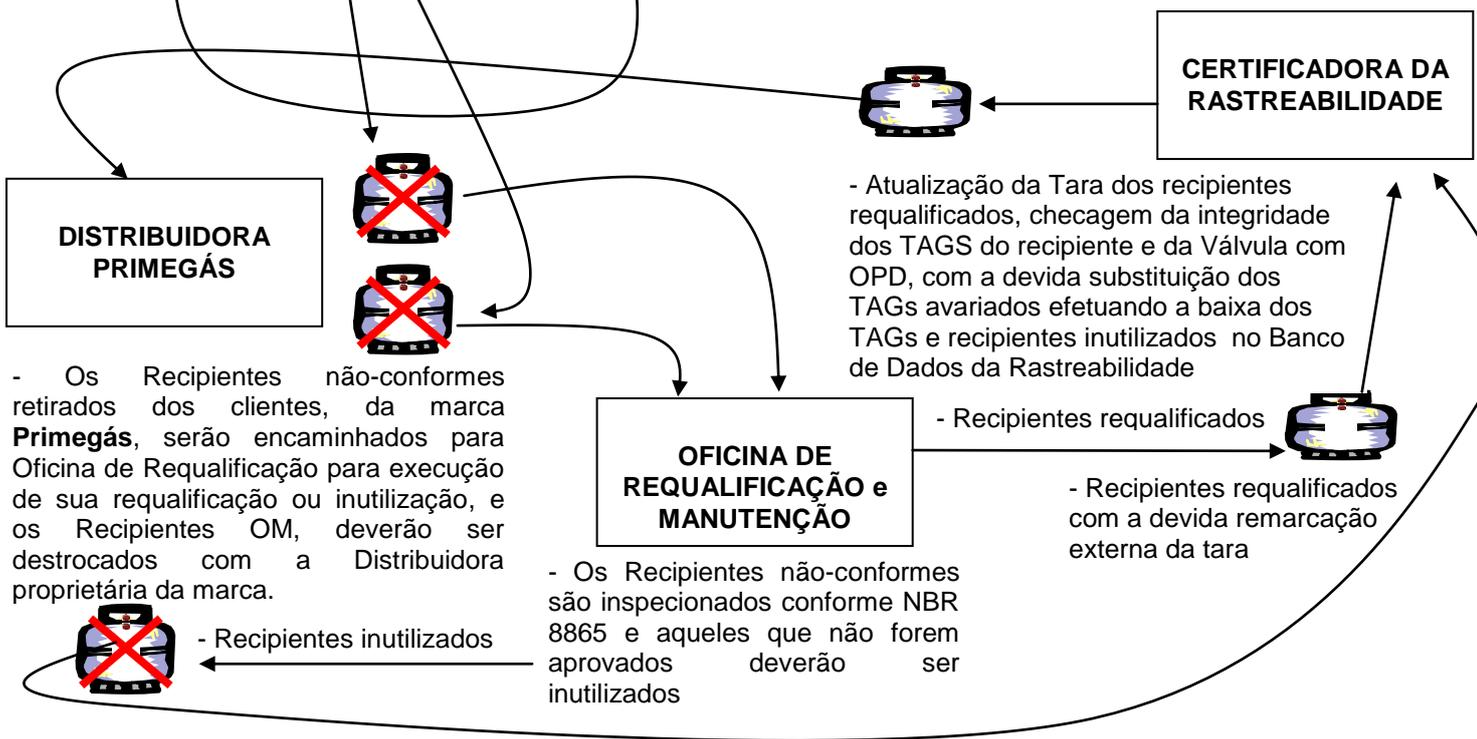 CERTIFICADORA DA
RASTREABILIDADE
- Atualização da Tara dos recipientes
requalificados, checagem da integridade
dos TAGS do recipiente e da Válvula com
OPD, com a devida substituição dos
TAGs avariados efetuando a baixa dos
TAGs e recipientes inutilizados no Banco
de Dados da Rastreabilidade
DISTRIBUIDORA
PRIMEGÁS
- Os Recipientes não-conformes
retirados dos clientes, da marca
Primegás, serão encaminhados para
Oficina de Requalificação para execução
de sua requalificação ou inutilização, e
os Recipientes OM, deverão ser
destrocados com a Distribuidora
proprietária da marca.
OFICINA DE
REQUALIFICAÇÃO e
MANUTENÇÃO
- Recipientes requalificados
- Recipientes requalificados
com a devida remarcação
externa da tara
- Os Recipientes não-conformes
são inspecionados conforme NBR
8865 e aqueles que não forem
aprovados deverão ser
inutilizados
- Recipientes inutilizados